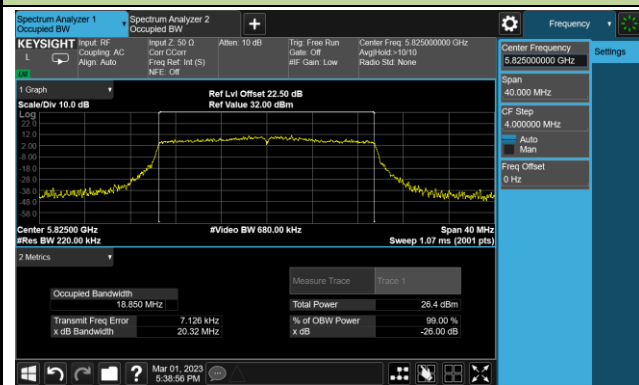 Spectrum Analyzer 1
Occupied BW
Spectrum Analyzer 2
Occupied BW
+
Frequency
KEYSIGHT
L
Input: RF
Coupling: AC
Align: Auto
Input Z: 50 Ω
Corr CCorr
Freq Ref: Int (S)
NFE: Off
Atten: 10 dB
Trig: Free Run
Gate: Off
#IF Gain: Low
Center Freq: 5.825000000 GHz
Avg|Hold:>10/10
Radio Std: None
Center Frequency
5.825000000 GHz
Settings
Span
40.000 MHz
CF Step
4.000000 MHz
Auto
Man
Freq Offset
0 Hz
1 Graph
Scale/Div 10.0 dB
Ref Lvl Offset 22.50 dB
Ref Value 32.00 dBm
Log
22.0
12.0
2.00
-8.00
-18.0
-28.0
-38.0
-48.0
-58.0
Center 5.82500 GHz
#Video BW 680.00 kHz
Span 40 MHz
#Res BW 220.00 kHz
Sweep 1.07 ms (2001 pts)
2 Metrics
Measure Trace
Trace 1
Occupied Bandwidth
18.850 MHz
Total Power
26.4 dBm
Transmit Freq Error
7.126 kHz
% of OBW Power
99.00 %
x dB Bandwidth
20.32 MHz
x dB
-26.00 dB
?
Mar 01, 2023
5:38:56 PM